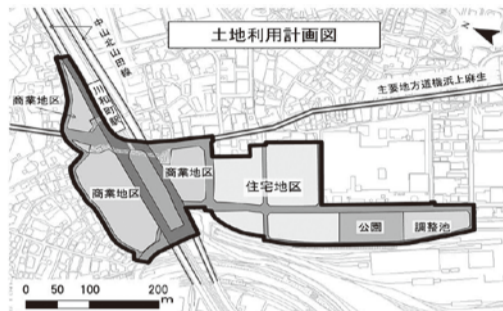 土地利用計画図
N
中山北山田線
川和町駅
主要地方道横浜上麻生
商業地区
商業地区
商業地区
住宅地区
公園
調整池
0 50 100 200
m